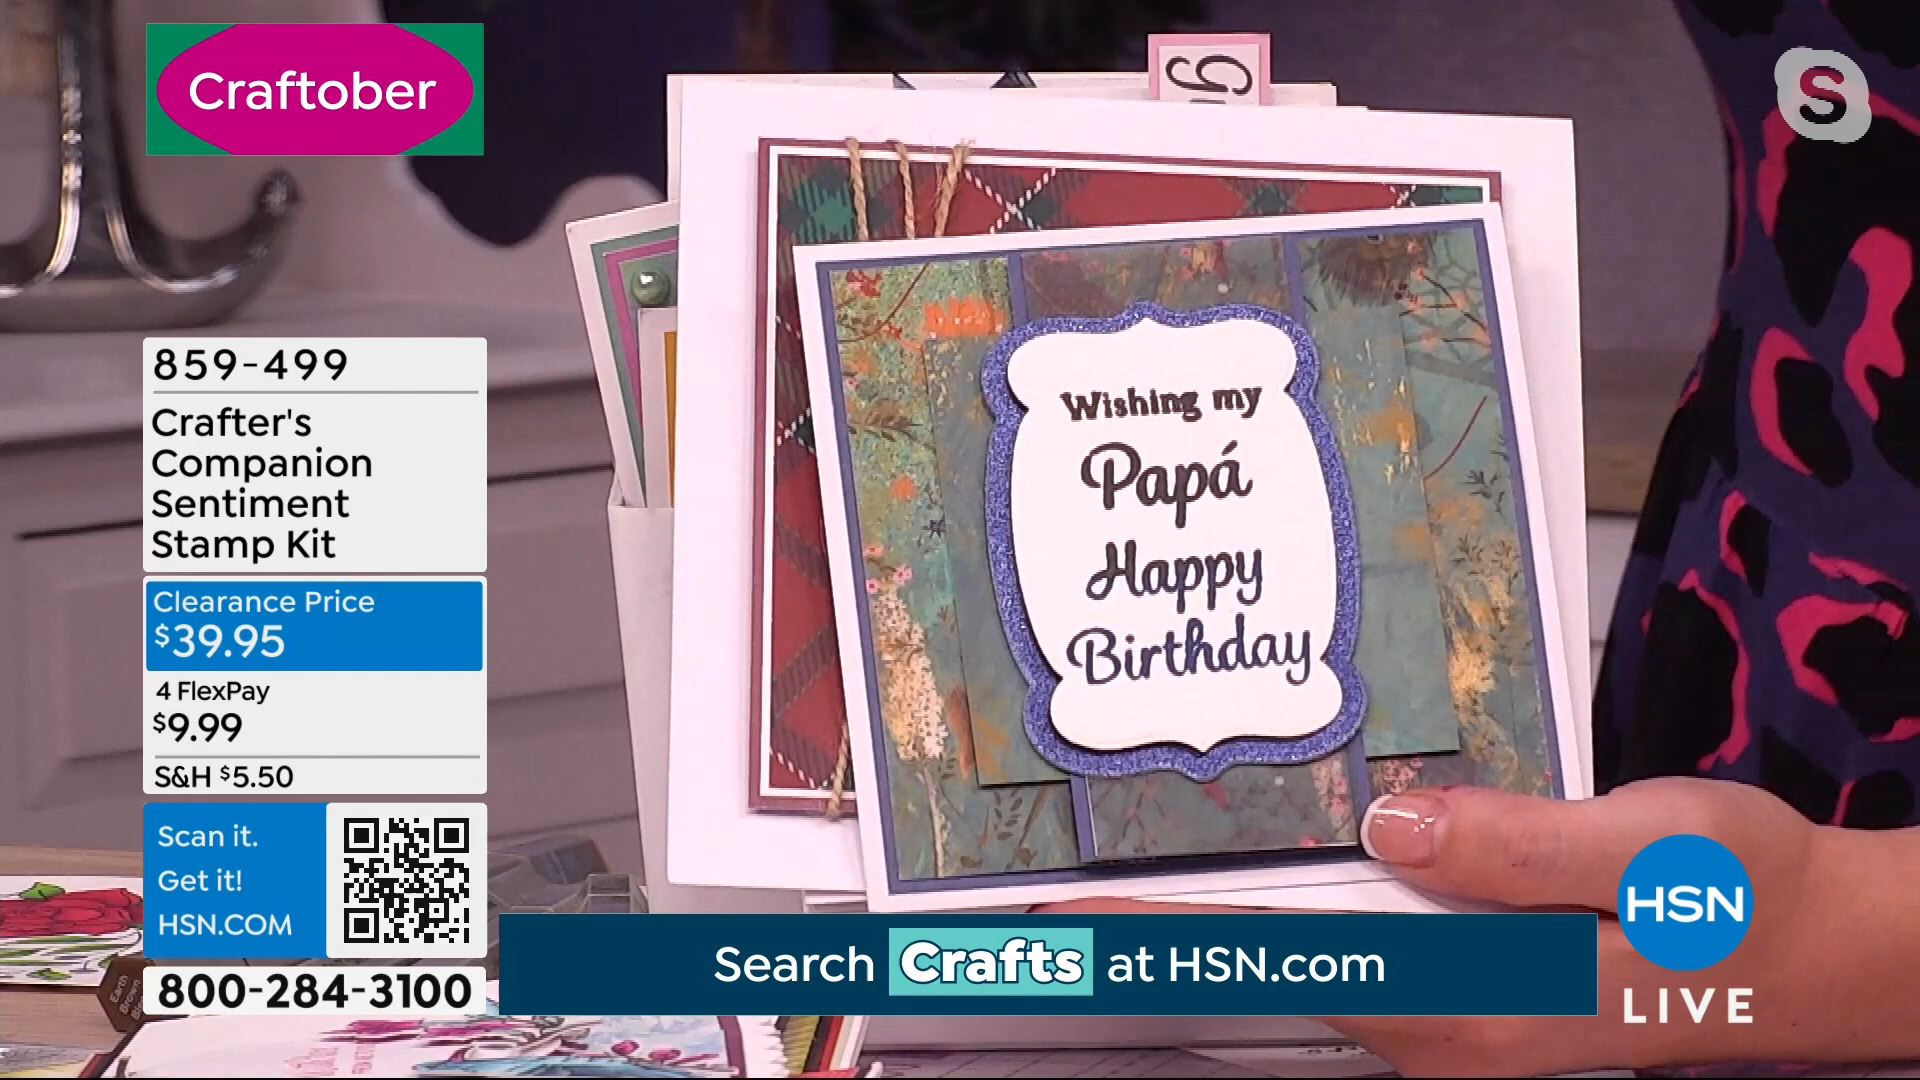 Craftober
S
859-499
Crafter's
Companion
Sentiment
Stamp Kit
Clearance Price
$39.95
4 FlexPay
$9.99
S&H $5.50
Scan it.
Get it!
HSN.COM
800-284-3100
Wishing my
Papá
Happy
Birthday
Earth
Brown
Search Crafts at HSN.com
HSN
LIVE